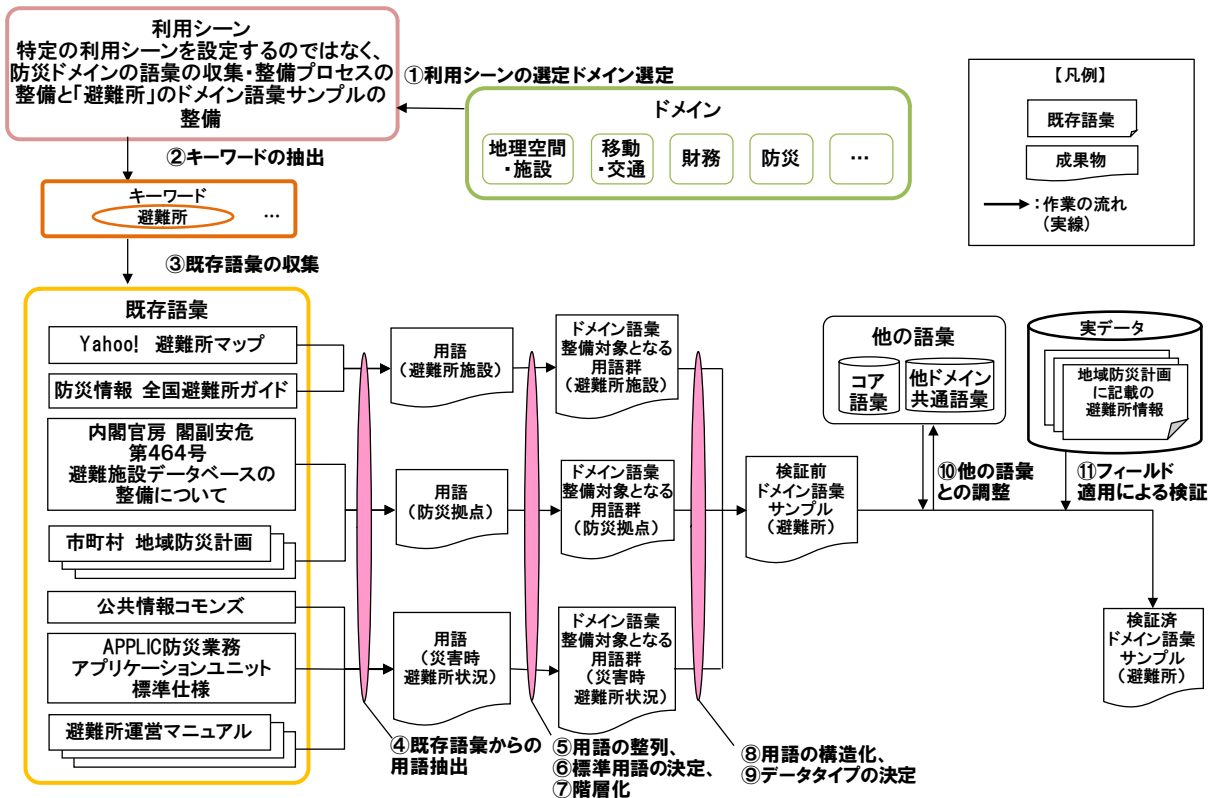 利用シーン
特定の利用シーンを設定するのではなく、
防災ドメインの語彙の収集・整備プロセスの
整備と「避難所」のドメイン語彙サンプルの
整備
①利用シーンの選定ドメイン選定
ドメイン
地理空間
・施設
移動
・交通
財務
防災
…
【凡例】
既存語彙
成果物
:作業の流れ
(実線)
②キーワードの抽出
キーワード
避難所
…
③既存語彙の収集
既存語彙
Yahoo! 避難所マップ
防災情報 全国避難所ガイド
内閣官房 閣副安危
第464号
避難施設データベースの
整備について
市町村 地域防災計画
公共情報コモンズ
APPLIC防災業務
アプリケーションユニット
標準仕様
避難所運営マニュアル
用語
(避難所施設)
用語
(防災拠点)
用語
(災害時
避難所状況)
④既存語彙からの
用語抽出
ドメイン語彙
整備対象となる
用語群
(避難所施設)
ドメイン語彙
整備対象となる
用語群
(防災拠点)
ドメイン語彙
整備対象となる
用語群
(災害時
避難所状況)
⑤用語の整列、
⑥標準用語の決定、
⑦階層化
⑧用語の構造化、
⑨データタイプの決定
検証前
ドメイン語彙
サンプル
(避難所)
他の語彙
コア
語彙
他ドメイン
共通語彙
⑩他の語彙
との調整
実データ
地域防災計画
に記載の
避難所情報
⑪フィールド
適用による検証
検証済
ドメイン語彙
サンプル
(避難所)